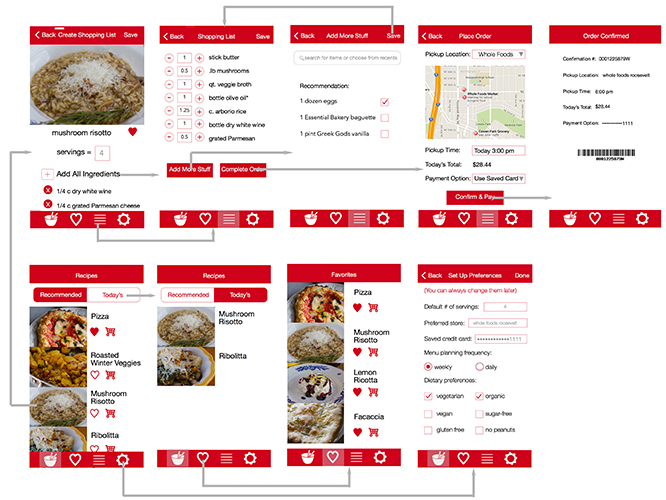 Back Create Shopping List Save
mushroom risotto
servings = 4
Add All Ingredients
1/4 c dry white wine
1/4 c grated Parmesan cheese
Back Shopping List Save
1 stick butter
.5 .lb mushrooms
1 qt. veggie broth
1 bottle olive oil*
1.25 c. arborio rice
1 bottle dry white wine
0.5 grated Parmesan
Add More Stuff Complete Order
Back Add More Stuff Save
search for items or choose from recents
Recommendation:
1 dozen eggs
1 Essential Bakery baguette
1 pint Greek Gods vanilla
Back Place Order
Pickup Location: Whole Foods
Whole Foods Market
Pickup Time: Today 3:00 pm
Today's Total: $28.44
Payment Option: Use Saved Card
Confirm & Pay
Order Confirmed
Confirmation #: 0001225879W
Pickup Location: whole foods roosevelt
Pickup Time: 6:00 pm
Today's Total: $28.44
Payment Option: ••••••••1111
Recipes
Recommended Today's
Pizza
Roasted
Winter Veggies
Mushroom
Risotto
Ribolitta
Recipes
Recommended Today's
Mushroom
Risotto
Ribolitta
Favorites
Pizza
Mushroom
Risotto
Lemon
Ricotta
Facaccia
Back Set Up Preferences Done
(You can always change them later)
Default # of servings: 4
Preferred store: whole foods roosevelt
Saved credit card: ••••••••••••1111
Menu planning frequency:
weekly daily
Dietary preferences:
vegetarian organic
vegan sugar-free
gluten free no peanuts